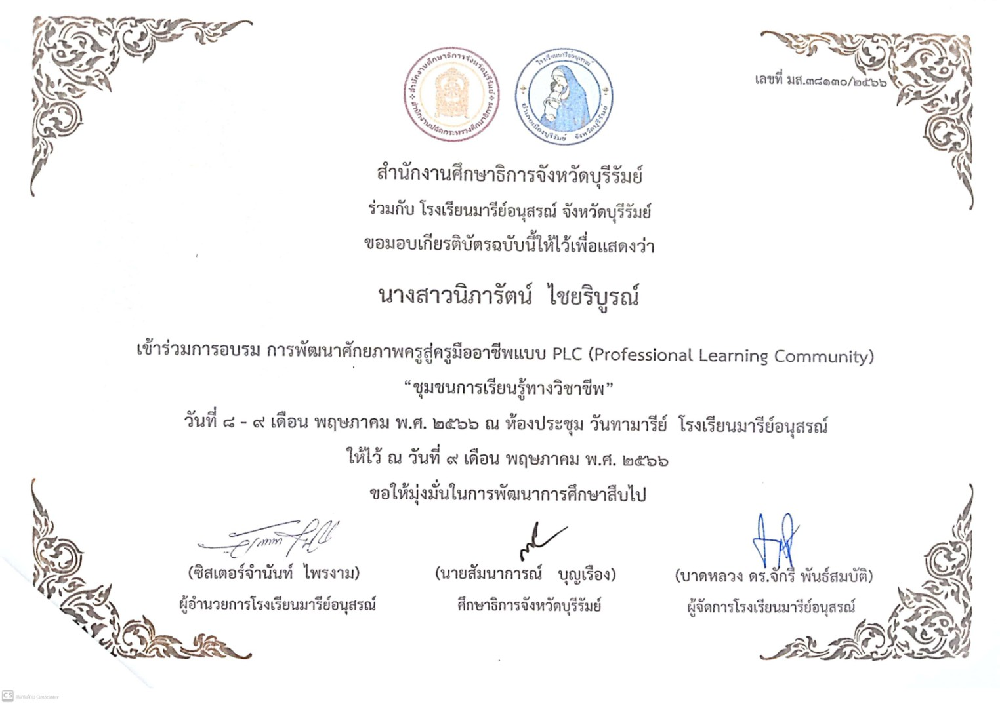 สำนักงานศึกษาธิการจังหวัดบุรีรัมย์
สำนักงานปลัดกระทรวงศึกษาธิการ
โรงเรียนมารีย์อนุสรณ์
อำเภอเมืองบุรีรัมย์ จังหวัดบุรีรัมย์
เลขที่ มส.๓๘๑๓๐/๒๕๖๖
สำนักงานศึกษาธิการจังหวัดบุรีรัมย์
ร่วมกับ โรงเรียนมารีย์อนุสรณ์ จังหวัดบุรีรัมย์
ขอมอบเกียรติบัตรฉบับนี้ให้ไว้เพื่อแสดงว่า
นางสาวนิภารัตน์ ไชยริบูรณ์
เข้าร่วมการอบรม การพัฒนาศักยภาพครูสู่ครูมืออาชีพแบบ PLC (Professional Learning Community)
“ชุมชนการเรียนรู้ทางวิชาชีพ”
วันที่ ๘ - ๙ เดือน พฤษภาคม พ.ศ. ๒๕๖๖ ณ ห้องประชุม วันทามารีย์ โรงเรียนมารีย์อนุสรณ์
ให้ไว้ ณ วันที่ ๙ เดือน พฤษภาคม พ.ศ. ๒๕๖๖
ขอให้มุ่งมั่นในการพัฒนาการศึกษาสืบไป
(ซิสเตอร์จำนันท์ ไพรงาม) (นายสัมนาการณ์ บุญเรือง) (บาดหลวง ดร.จักรี พันธ์สมบัติ)
ผู้อำนวยการโรงเรียนมารีย์อนุสรณ์ ศึกษาธิการจังหวัดบุรีรัมย์ ผู้จัดการโรงเรียนมารีย์อนุสรณ์
CS สแกนด้วย CamScanner